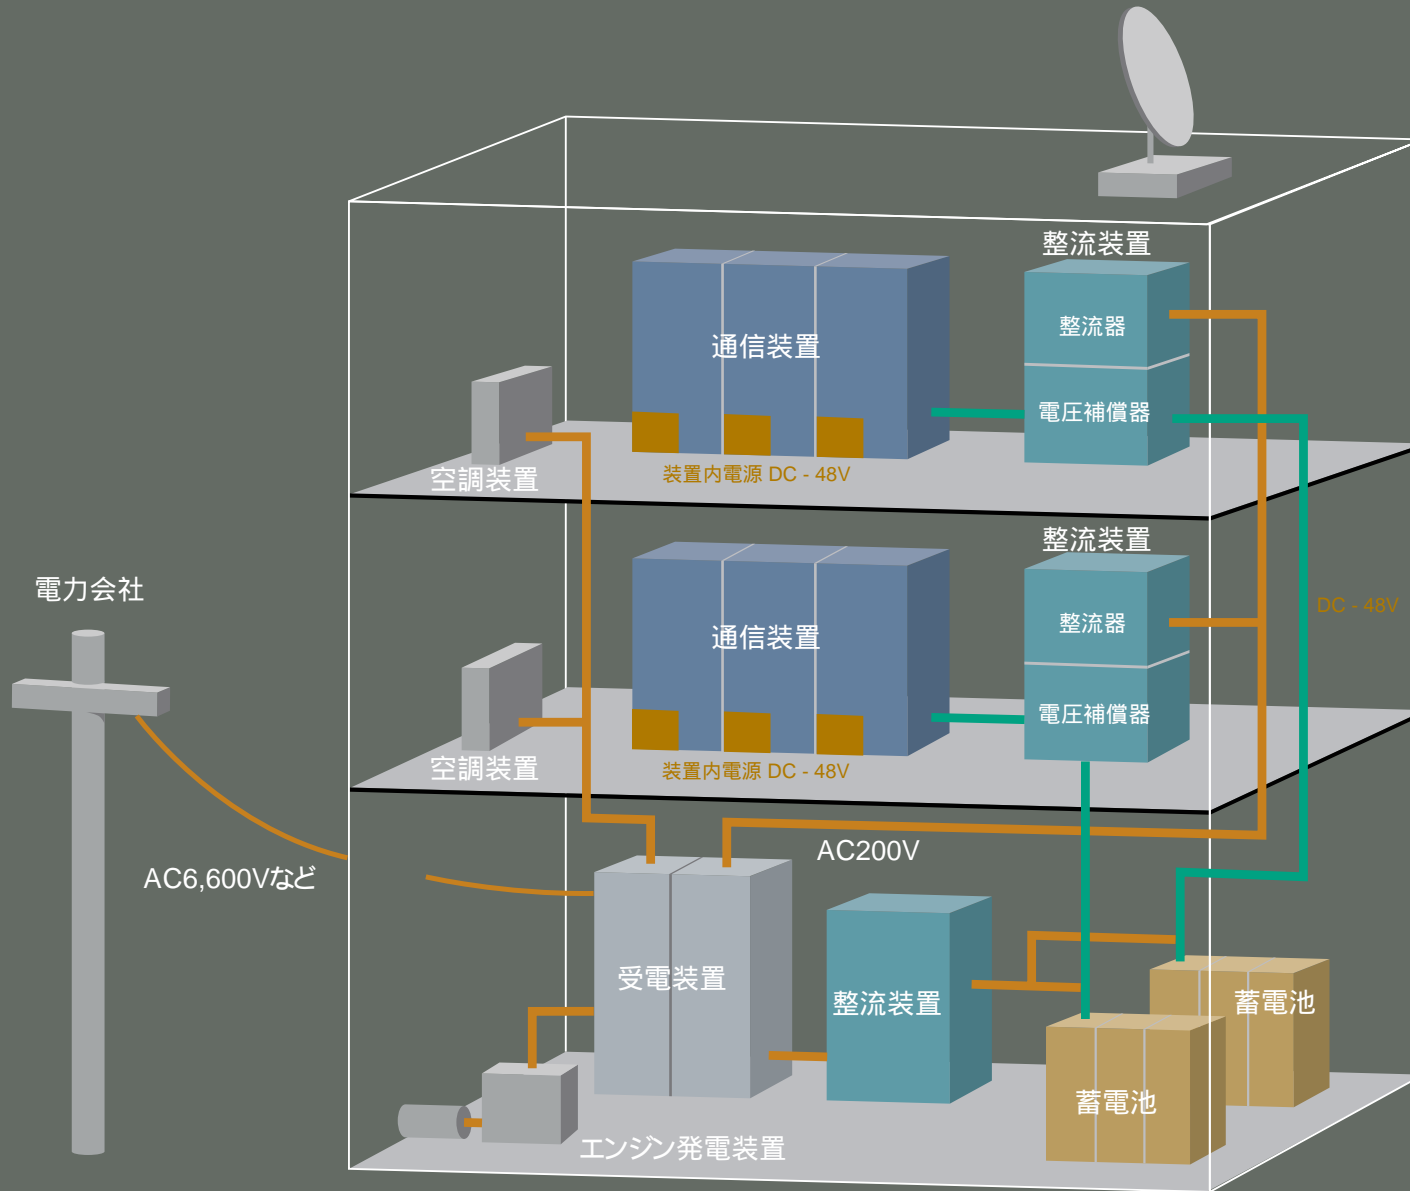 整流装置
整流器
通信装置
電圧補償器
空調装置
装置内電源 DC - 48V
整流装置
電力会社
DC - 48V
整流器
通信装置
電圧補償器
空調装置
装置内電源 DC - 48V
AC200V
AC6,600Vなど
受電装置
整流装置
蓄電池
蓄電池
エンジン発電装置